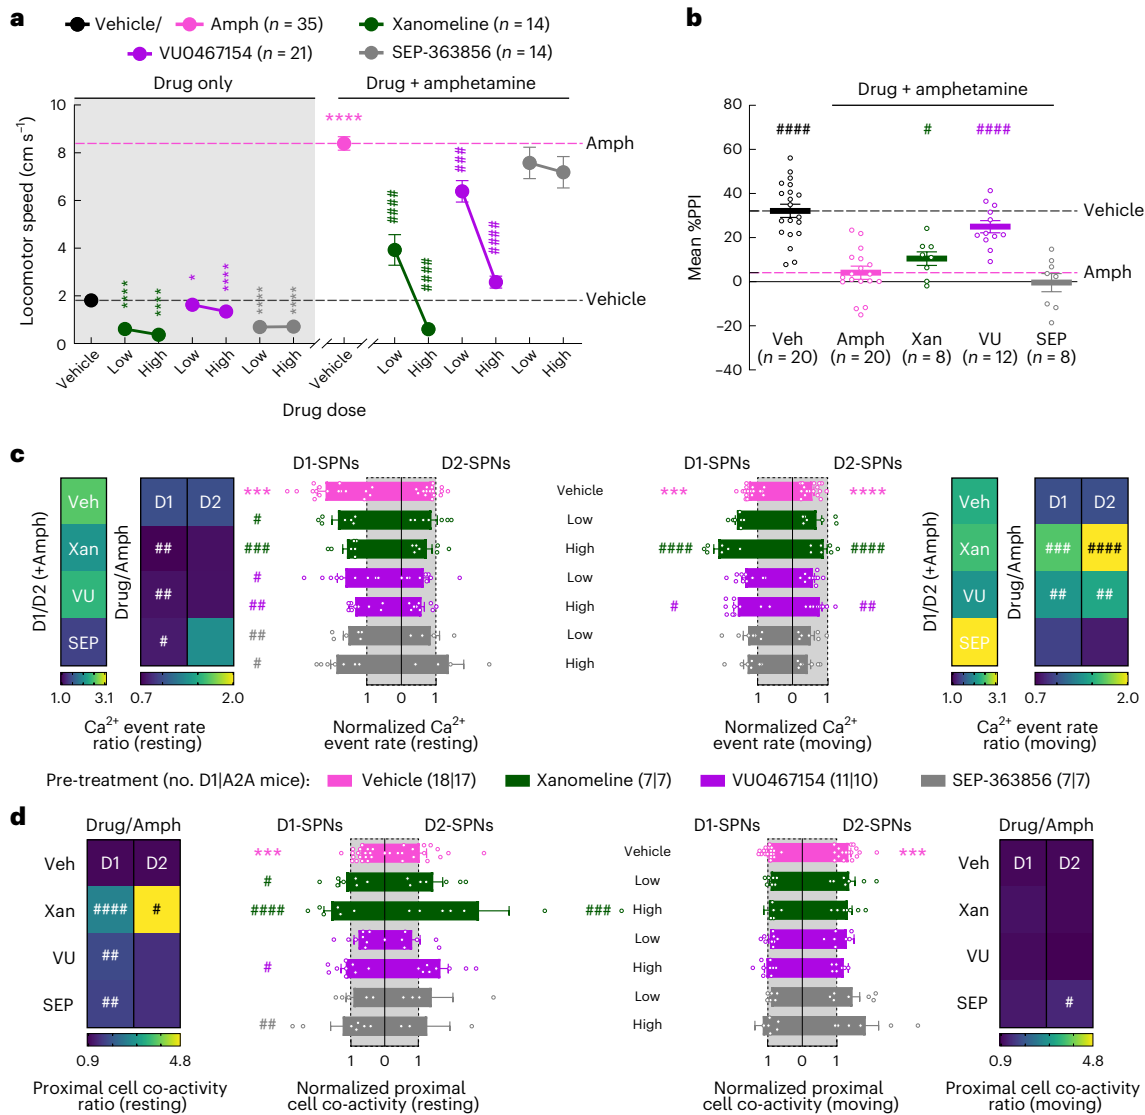 a
Vehicle/ Amph (n = 35) Xanomeline (n = 14)
VU0467154 (n = 21) SEP-363856 (n = 14)
Drug only Drug + amphetamine
Locomotor speed (cm s⁻¹)
10
8
6
4
2
0
****
****
****
*
****
****
****
####
####
###
####
Amph
Vehicle
Vehicle Low High Low High Low High Vehicle Low High Low High Low High
Drug dose
b
Drug + amphetamine
Mean %PPI
80
60
40
20
0
−20
−40
#### # ####
Vehicle
Amph
Veh Amph Xan VU SEP
(n = 20) (n = 20) (n = 8) (n = 12) (n = 8)
c
D1/D2 (+Amph)
Veh
Xan
VU
SEP
1.0 3.1
Drug/Amph
D1 D2
##
##
#
0.7 2.0
Ca²⁺ event rate
ratio (resting)
D1-SPNs D2-SPNs
***
#
###
#
##
##
#
1 0 1
Normalized Ca²⁺
event rate (resting)
Vehicle
Low
High
Low
High
Low
High
D1-SPNs D2-SPNs
*** ****
#### ####
# ##
1 0 1
Normalized Ca²⁺
event rate (moving)
D1/D2 (+Amph)
Veh
Xan
VU
SEP
1.0 3.1
Drug/Amph
D1 D2
### ####
## ##
0.7 2.0
Ca²⁺ event rate
ratio (moving)
Pre-treatment (no. D1|A2A mice): Vehicle (18|17) Xanomeline (7|7) VU0467154 (11|10) SEP-363856 (7|7)
d
Drug/Amph
Veh D1 D2
Xan #### #
VU ##
SEP ##
0.9 4.8
Proximal cell co-activity
ratio (resting)
D1-SPNs D2-SPNs
***
#
#### ###
#
##
1 0 1
Normalized proximal
cell co-activity (resting)
Vehicle
Low
High
Low
High
Low
High
D1-SPNs D2-SPNs
***
1 0 1
Normalized proximal
cell co-activity (moving)
Drug/Amph
Veh D1 D2
Xan
VU
SEP #
0.9 4.8
Proximal cell co-activity
ratio (moving)